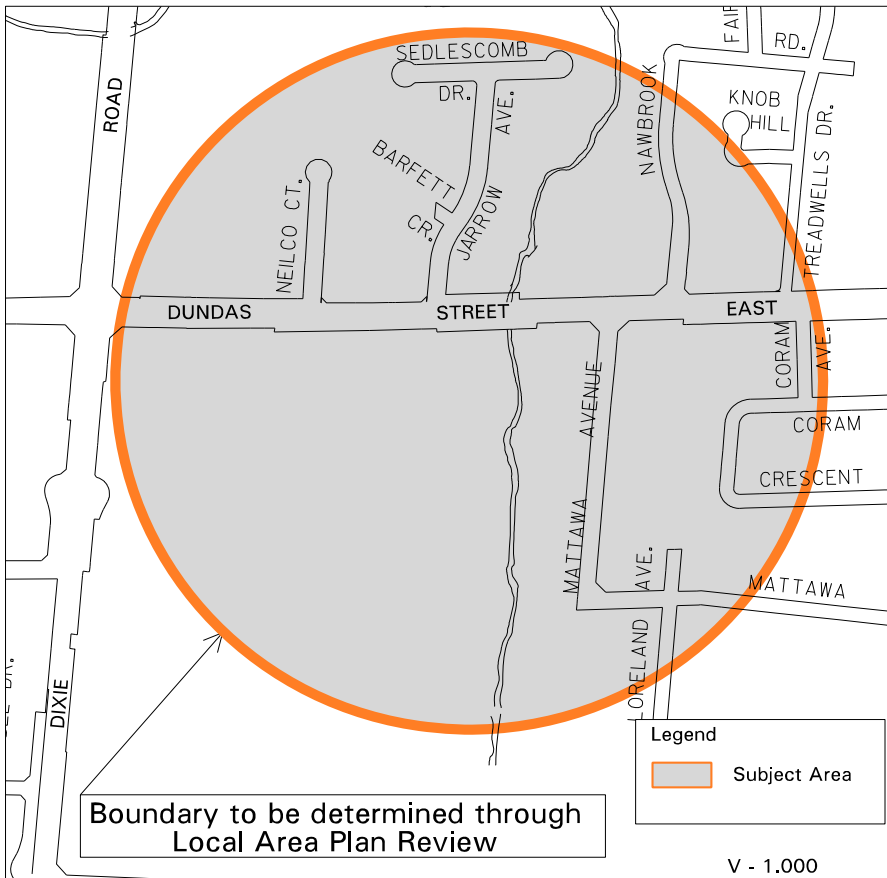 SEDLESCOMB
DR.
AVE.
JARROW
BARFETT
CR.
NEILCO CT.
ROAD
NAWBROOK
FAIR
RD.
KNOB
HILL
TREADWELLS DR.
DUNDAS STREET EAST
CORAM
AVE.
CORAM
CRESCENT
MATTAWA AVENUE
MATTAWA
AVE.
LORELAND
DIXIE
DR.
Boundary to be determined through
Local Area Plan Review
Legend
Subject Area
V - 1.000